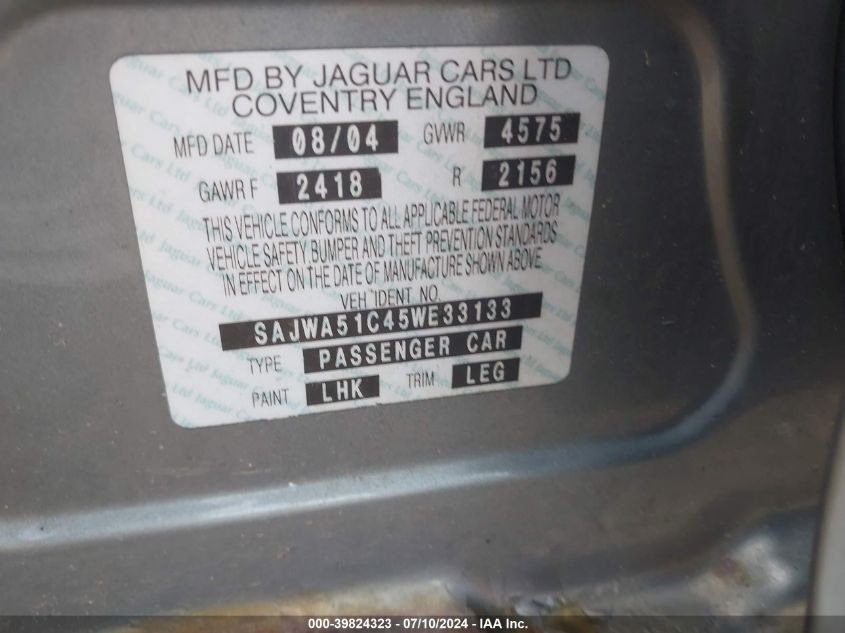 MFD BY JAGUAR CARS LTD
COVENTRY ENGLAND
MFD DATE 08/04 GVWR 4575
GAWR F 2418 R 2156
THIS VEHICLE CONFORMS TO ALL APPLICABLE FEDERAL MOTOR
VEHICLE SAFETY, BUMPER AND THEFT PREVENTION STANDARDS
IN EFFECT ON THE DATE OF MANUFACTURE SHOWN ABOVE
VEH IDENT NO.
SAJWA51C45WE33133
TYPE PASSENGER CAR
PAINT LHK TRIM LEG
000-39824323 - 07/10/2024 - IAA Inc.